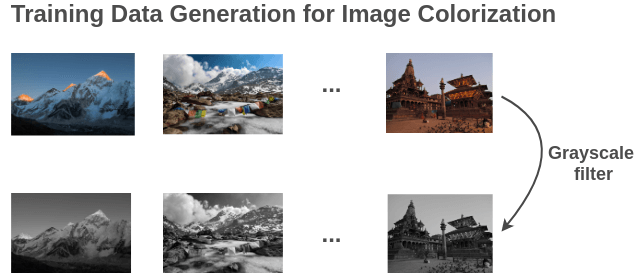 Training Data Generation for Image Colorization
...
Grayscale
filter
...